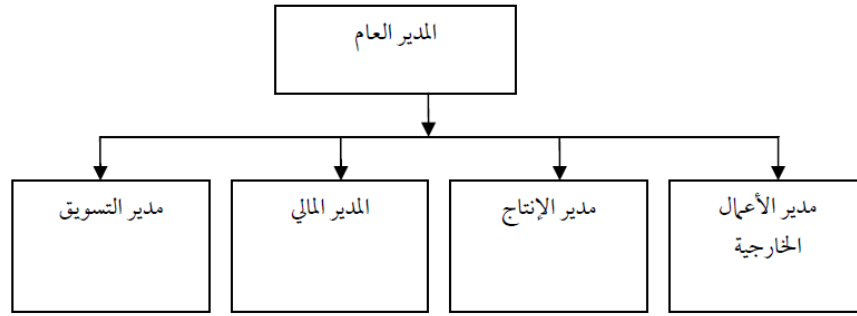 المدير العام
مدير الأعمال
الخارجية
مدير الإنتاج
المدير المالي
مدير التسويق